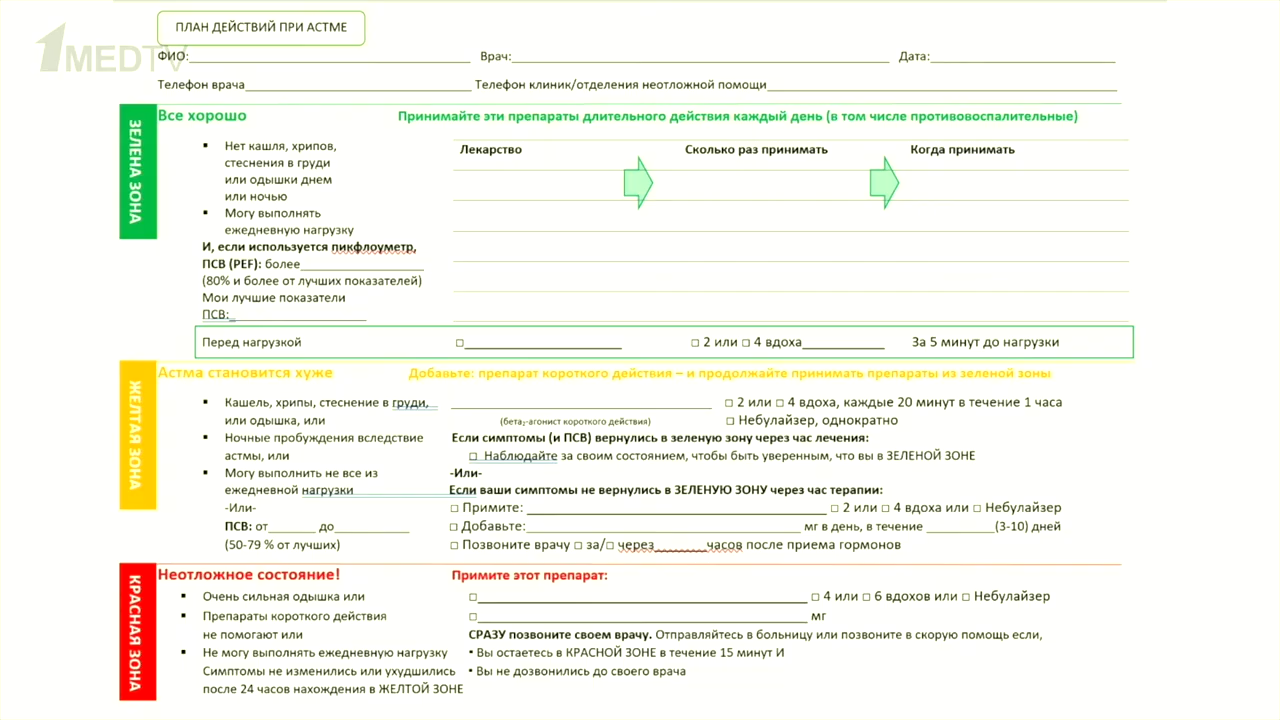 ПЛАН ДЕЙСТВИЙ ПРИ АСТМЕ
1MEDTV
ФИО: Врач: Дата:
Телефон врача Телефон клиник/отделения неотложной помощи
ЗЕЛЕНА ЗОНА
Все хорошо Принимайте эти препараты длительного действия каждый день (в том числе противовоспалительные)
Лекарство Сколько раз принимать Когда принимать
▪ Нет кашля, хрипов,
стеснения в груди
или одышки днем
или ночью
▪ Могу выполнять
ежедневную нагрузку
И, если используется пикфлоуметр,
ПСВ (PEF): более
(80% и более от лучших показателей)
Мои лучшие показатели
ПСВ:
Перед нагрузкой □ □ 2 или □ 4 вдоха За 5 минут до нагрузки
ЖЕЛТАЯ ЗОНА
Астма становится хуже Добавьте: препарат короткого действия – и продолжайте принимать препараты из зеленой зоны
▪ Кашель, хрипы, стеснение в груди,
или одышка, или
▪ Ночные пробуждения вследствие
астмы, или
▪ Могу выполнить не все из
ежедневной нагрузки
-Или-
ПСВ: от до
(50-79 % от лучших)
□ 2 или □ 4 вдоха, каждые 20 минут в течение 1 часа
(бета₂-агонист короткого действия) □ Небулайзер, однократно
Если симптомы (и ПСВ) вернулись в зеленую зону через час лечения:
□ Наблюдайте за своим состоянием, чтобы быть уверенным, что вы в ЗЕЛЕНОЙ ЗОНЕ
-Или-
Если ваши симптомы не вернулись в ЗЕЛЕНУЮ ЗОНУ через час терапии:
□ Примите: □ 2 или □ 4 вдоха или □ Небулайзер
□ Добавьте: мг в день, в течение (3-10) дней
□ Позвоните врачу □ за/□ через часов после приема гормонов
КРАСНАЯ ЗОНА
Неотложное состояние! Примите этот препарат:
▪ Очень сильная одышка или
▪ Препараты короткого действия
не помогают или
▪ Не могу выполнять ежедневную нагрузку
Симптомы не изменились или ухудшились
после 24 часов нахождения в ЖЕЛТОЙ ЗОНЕ
□ □ 4 или □ 6 вдохов или □ Небулайзер
□ мг
СРАЗУ позвоните своем врачу. Отправляйтесь в больницу или позвоните в скорую помощь если,
• Вы остаетесь в КРАСНОЙ ЗОНЕ в течение 15 минут И
• Вы не дозвонились до своего врача